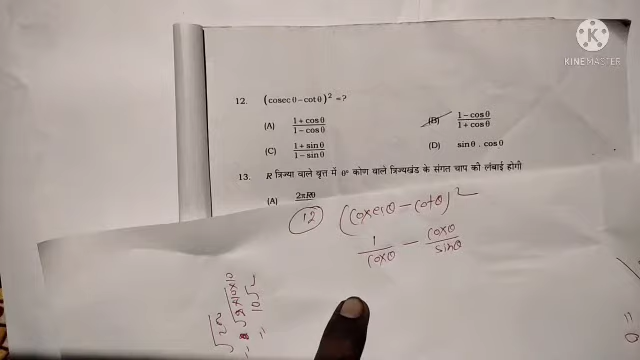 KINEMASTER
12. (cosec θ – cot θ)² = ?
(A) 1 + cos θ / 1 – cos θ (B) 1 – cos θ / 1 + cos θ
(C) 1 + sin θ / 1 – sin θ (D) sin θ . cos θ
13. R त्रिज्या वाले वृत्त में θ° कोण वाले त्रिज्यखंड के संगत चाप की लंबाई होगी
(A) 2πRθ
12 (cosecθ – cotθ)²
1 / cosθ – cosθ / sinθ